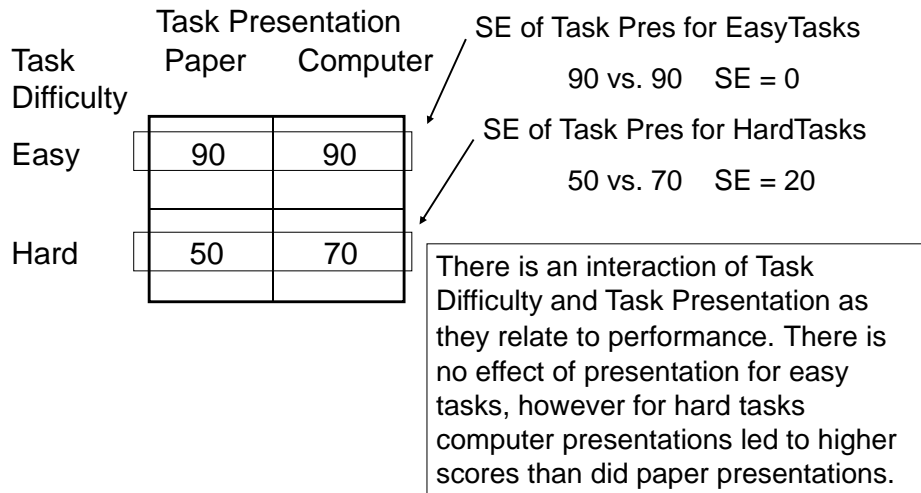 Task Presentation
Task Paper Computer
Difficulty
Easy 90 90
Hard 50 70
SE of Task Pres for EasyTasks
90 vs. 90 SE = 0
SE of Task Pres for HardTasks
50 vs. 70 SE = 20
There is an interaction of Task
Difficulty and Task Presentation as
they relate to performance. There is
no effect of presentation for easy
tasks, however for hard tasks
computer presentations led to higher
scores than did paper presentations.